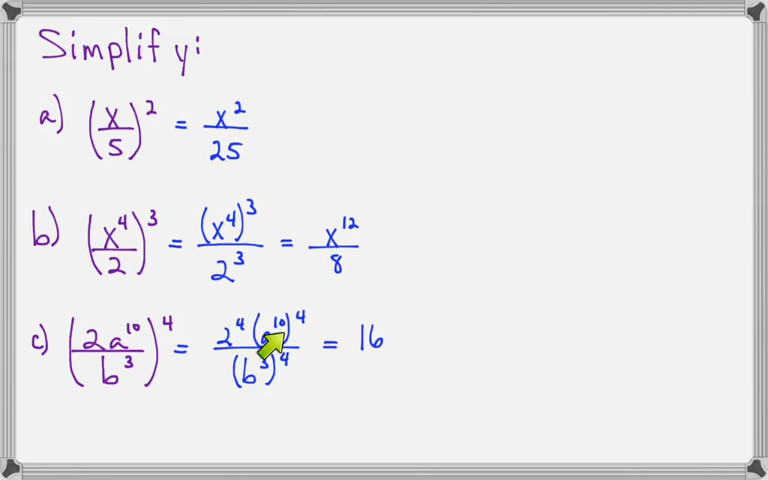 Simplify:
a) (x/5)^2 = x^2/25
b) (x^4/2)^3 = (x^4)^3/2^3 = x^12/8
c) (2a^10/b^3)^4 = 2^4(a^10)^4/(b^3)^4 = 16